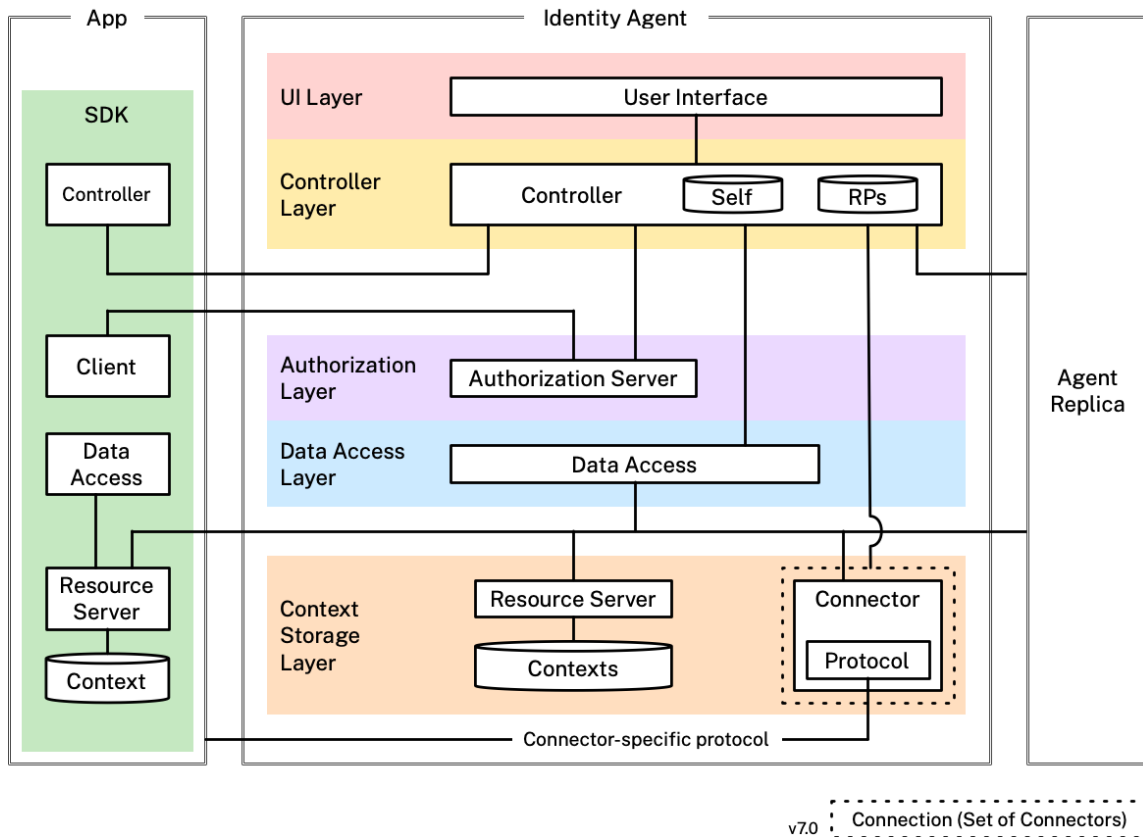 App
Identity Agent
SDK
UI Layer
User Interface
Controller
Controller
Layer
Controller
Self
RPs
Client
Authorization
Layer
Authorization Server
Agent
Replica
Data
Access
Data Access
Layer
Data Access
Resource
Server
Context
Context
Storage
Layer
Resource Server
Contexts
Connector
Protocol
Connector-specific protocol
v7.0
Connection (Set of Connectors)